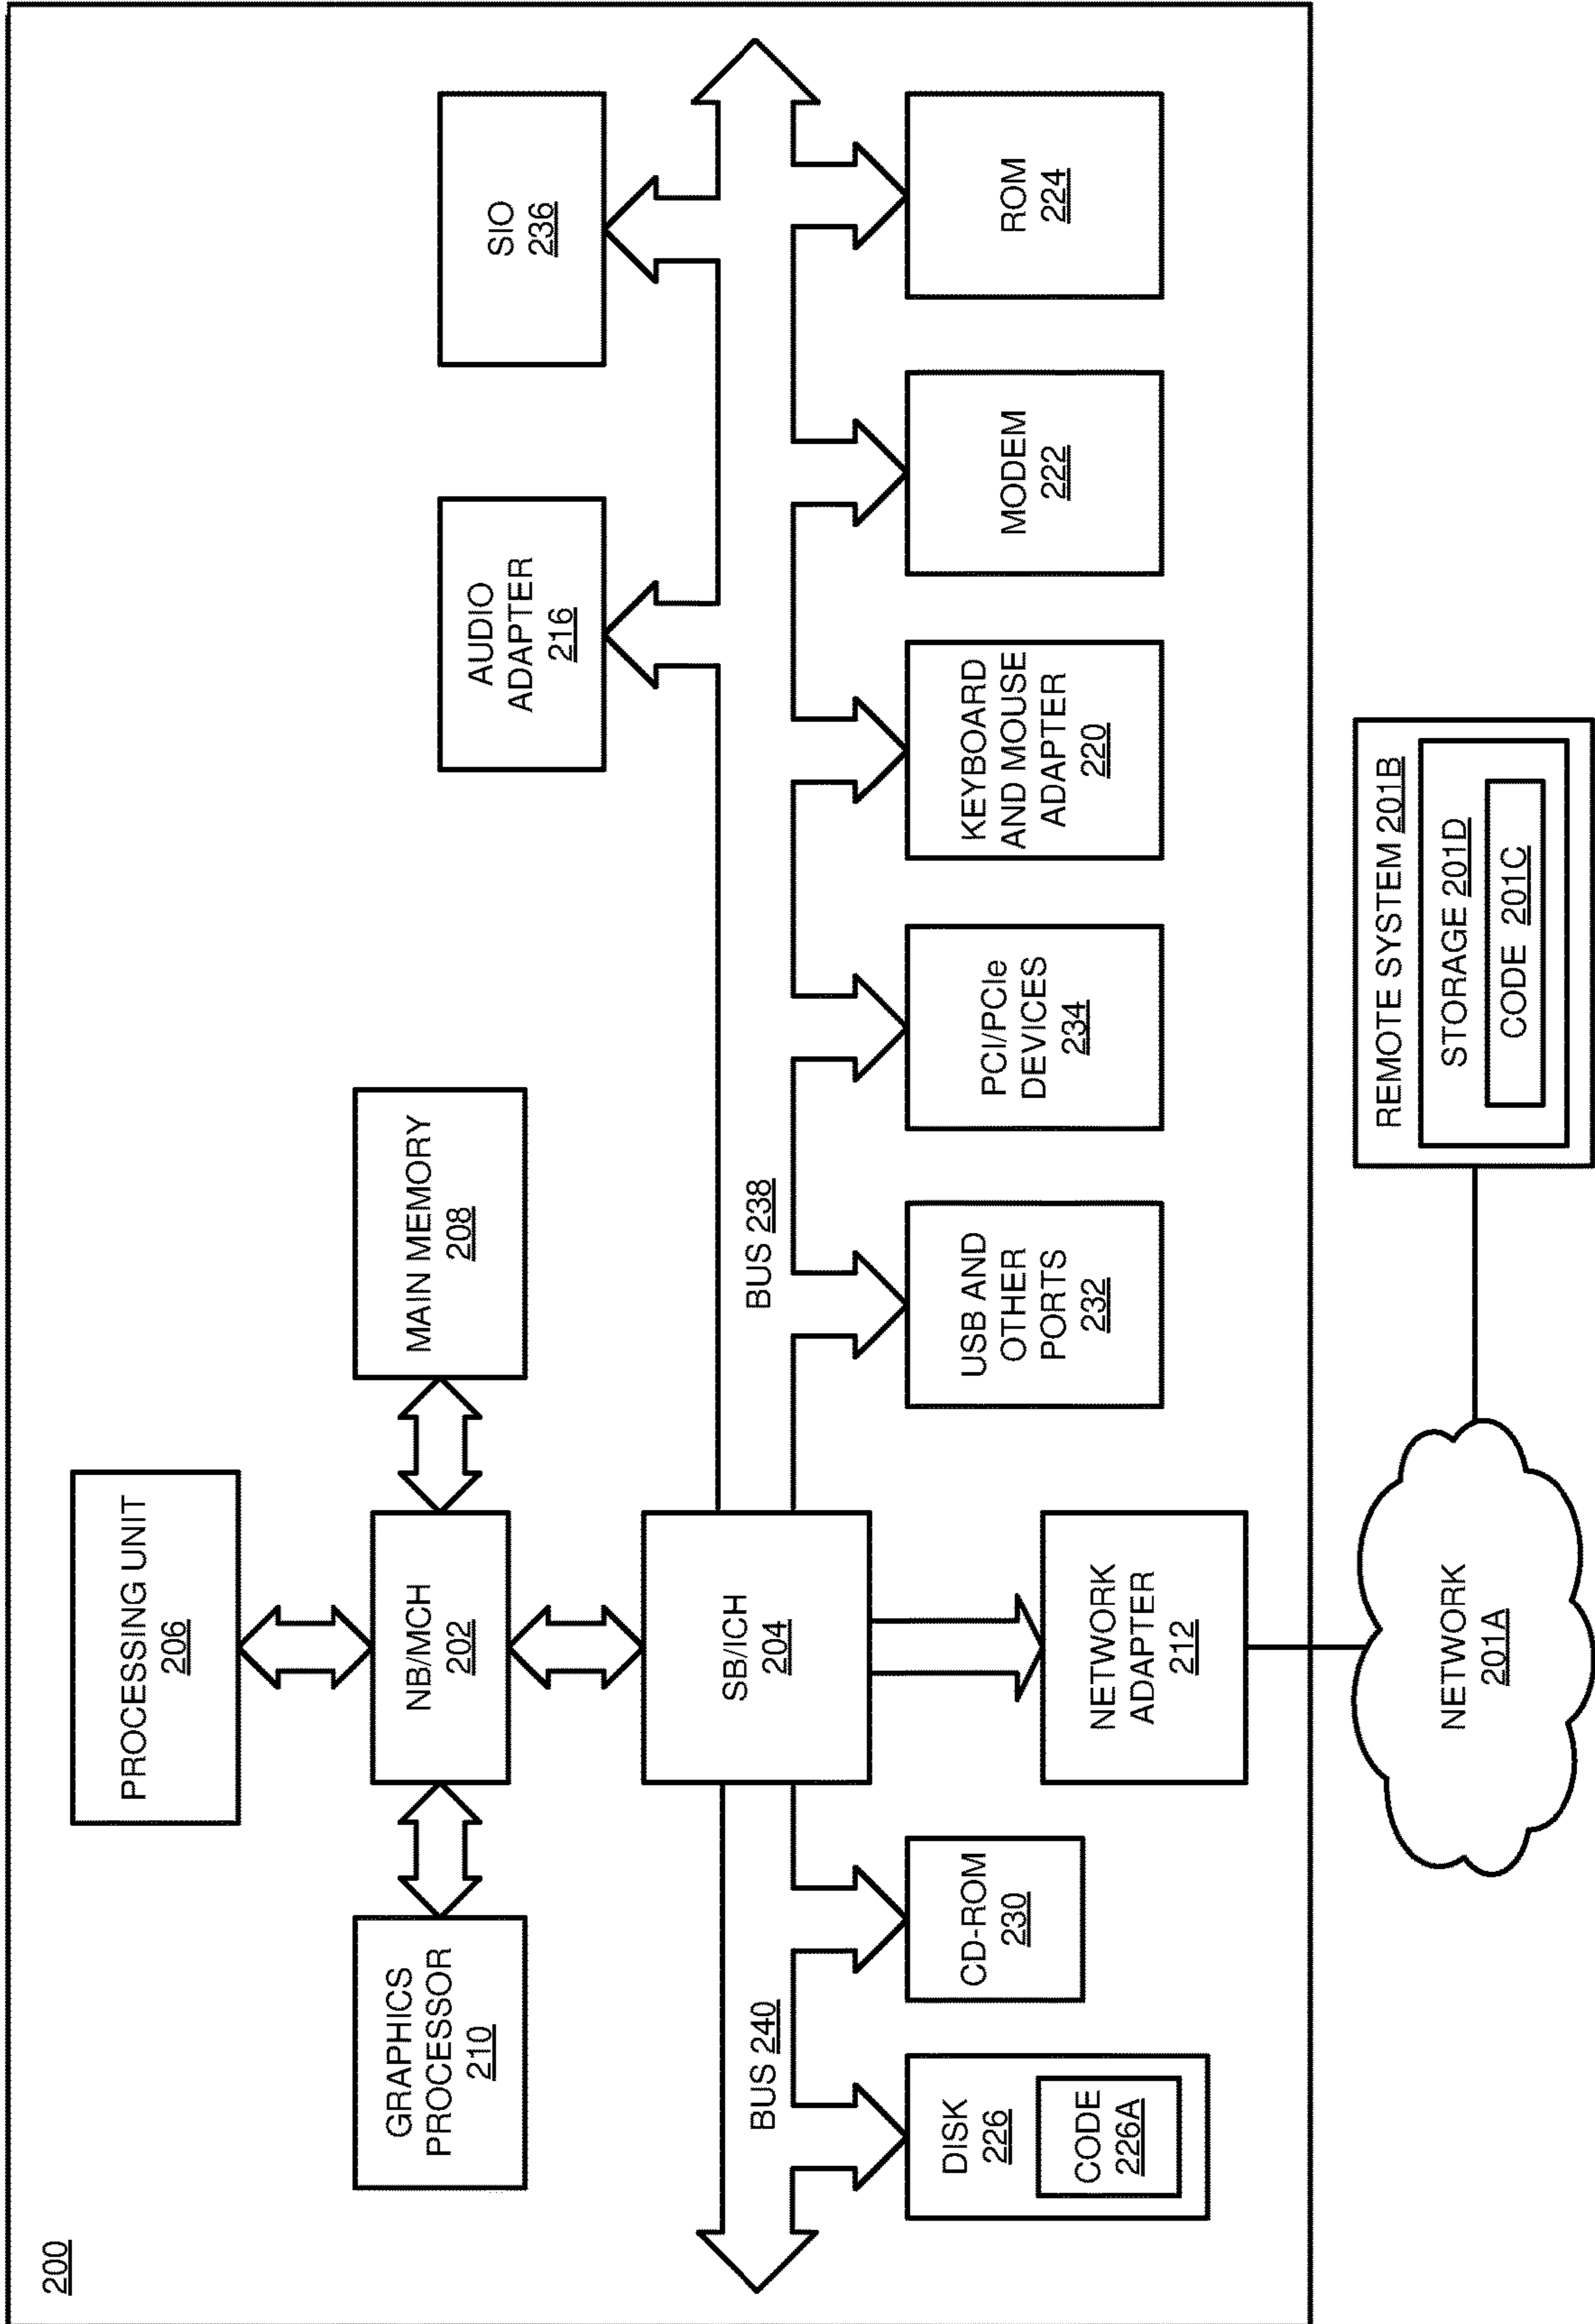 200
PROCESSING UNIT
206
GRAPHICS
PROCESSOR
210
NB/MCH
202
MAIN MEMORY
208
AUDIO
ADAPTER
216
SIO
236
SB/ICH
204
BUS 240
BUS 238
DISK
226
CODE
226A
CD-ROM
230
NETWORK
ADAPTER
212
USB AND
OTHER
PORTS
232
PCI/PCIe
DEVICES
234
KEYBOARD
AND MOUSE
ADAPTER
220
MODEM
222
ROM
224
NETWORK
201A
REMOTE SYSTEM 201B
STORAGE 201D
CODE 201C